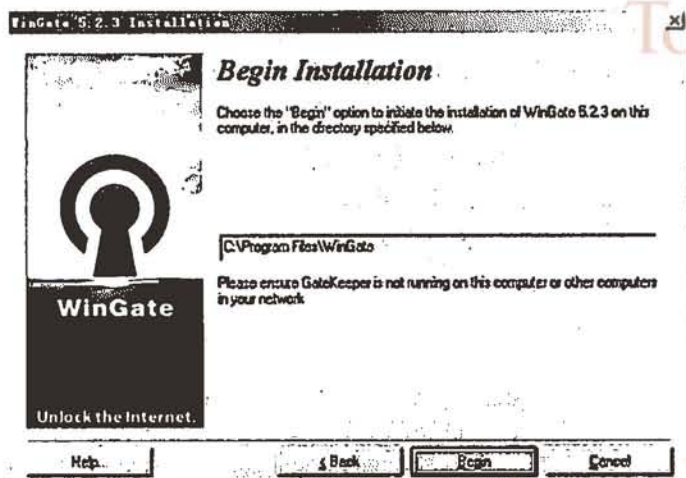 WinGate 5.2.3 Installation
Begin Installation
Choose the "Begin" option to initiate the installation of WinGate 5.2.3 on this
computer, in the directory specified below.
C:\Program Files\WinGate
Please ensure GateKeeper is not running on this computer or other computers
in your network
WinGate
Unlock the Internet.
Help...
< Back
Begin
Cancel